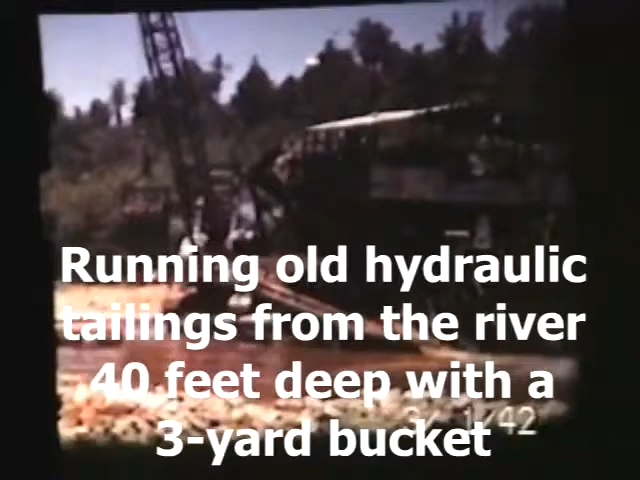 Running old hydraulic
tailings from the river
40 feet deep with a
3-yard bucket